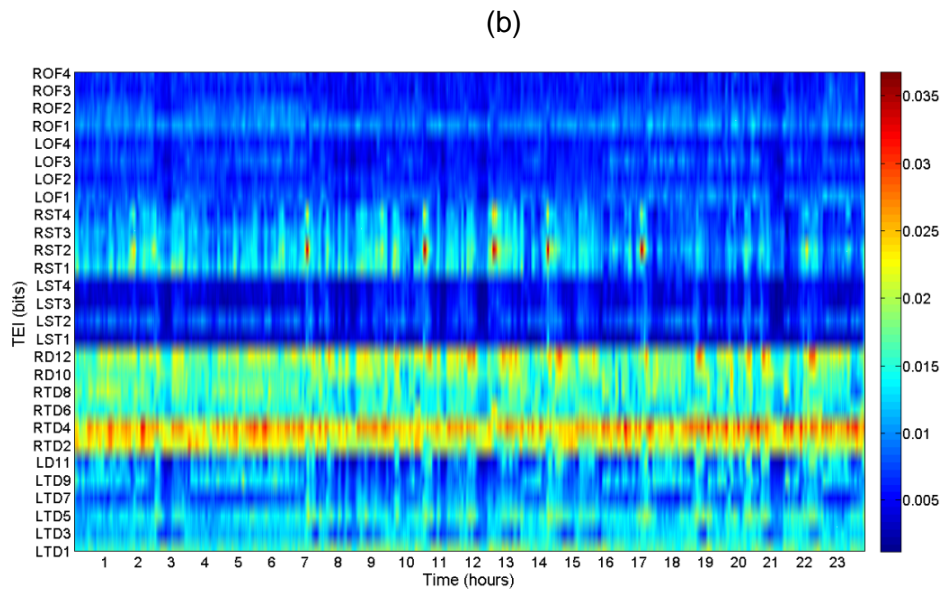 (b)
ROF4
ROF3
ROF2
ROF1
LOF4
LOF3
LOF2
LOF1
RST4
RST3
RST2
RST1
LST4
LST3
LST2
LST1
RD12
RD10
RTD8
RTD6
RTD4
RTD2
LD11
LTD9
LTD7
LTD5
LTD3
LTD1
TEI (bits)
1 2 3 4 5 6 7 8 9 10 11 12 13 14 15 16 17 18 19 20 21 22 23
Time (hours)
0.035
0.03
0.025
0.02
0.015
0.01
0.005